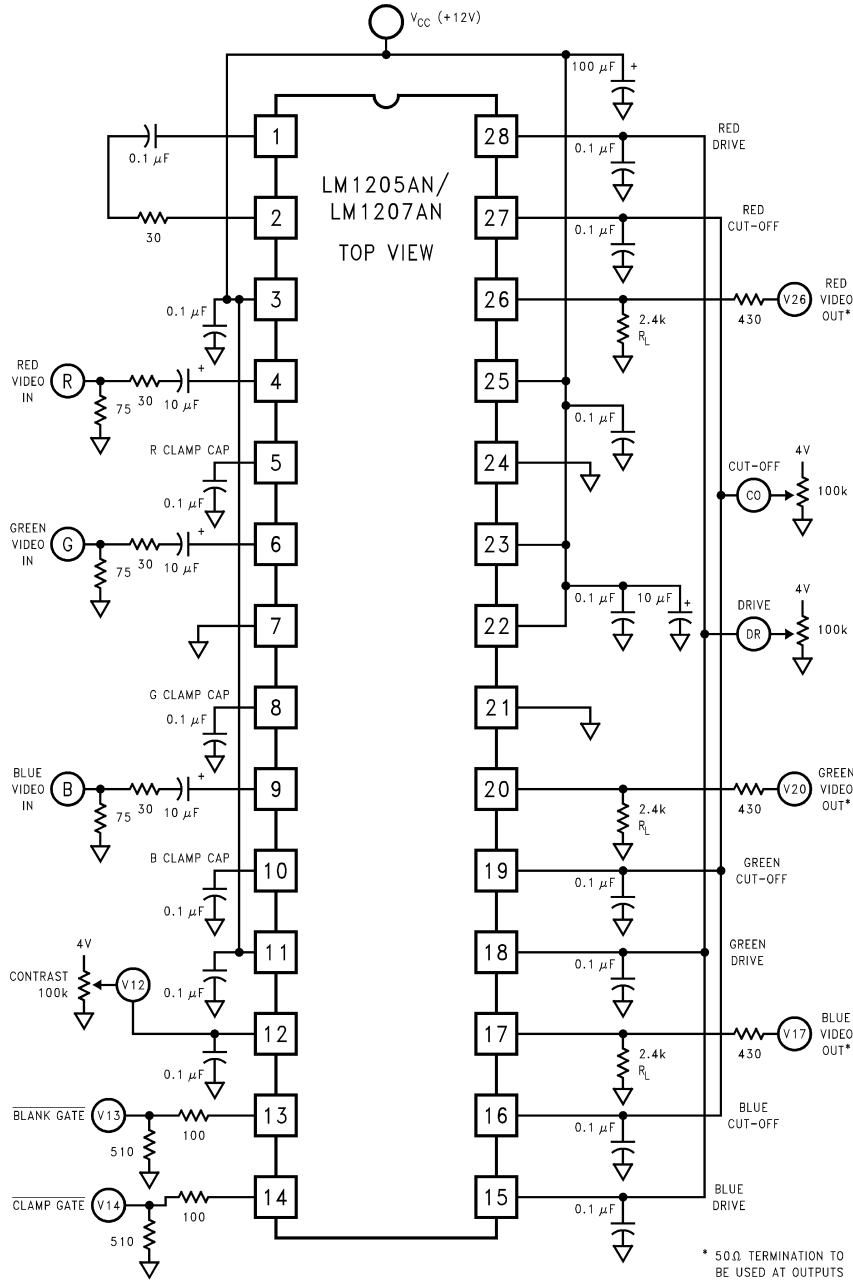 V_CC (+12V)
100 µF +
1
28
0.1 µF
0.1 µF
RED
DRIVE
LM1205AN/
LM1207AN
TOP VIEW
2
27
30
0.1 µF
RED
CUT-OFF
3
26
0.1 µF
2.4k
R_L
430
V26
RED
VIDEO
OUT*
RED
VIDEO
IN
R
75
30
10 µF
+
4
25
0.1 µF
R CLAMP CAP
0.1 µF
5
24
CUT-OFF
CO
4V
100k
GREEN
VIDEO
IN
G
75
30
10 µF
+
6
23
0.1 µF
10 µF
+
7
22
DRIVE
DR
4V
100k
G CLAMP CAP
0.1 µF
8
21
BLUE
VIDEO
IN
B
75
30
10 µF
+
9
20
2.4k
R_L
430
V20
GREEN
VIDEO
OUT*
B CLAMP CAP
0.1 µF
10
19
0.1 µF
GREEN
CUT-OFF
0.1 µF
11
18
0.1 µF
GREEN
DRIVE
4V
CONTRAST
100k
V12
0.1 µF
12
17
2.4k
R_L
430
V17
BLUE
VIDEO
OUT*
BLANK GATE
V13
510
100
13
16
0.1 µF
BLUE
CUT-OFF
CLAMP GATE
V14
510
100
14
15
0.1 µF
BLUE
DRIVE
* 50Ω TERMINATION TO
BE USED AT OUTPUTS